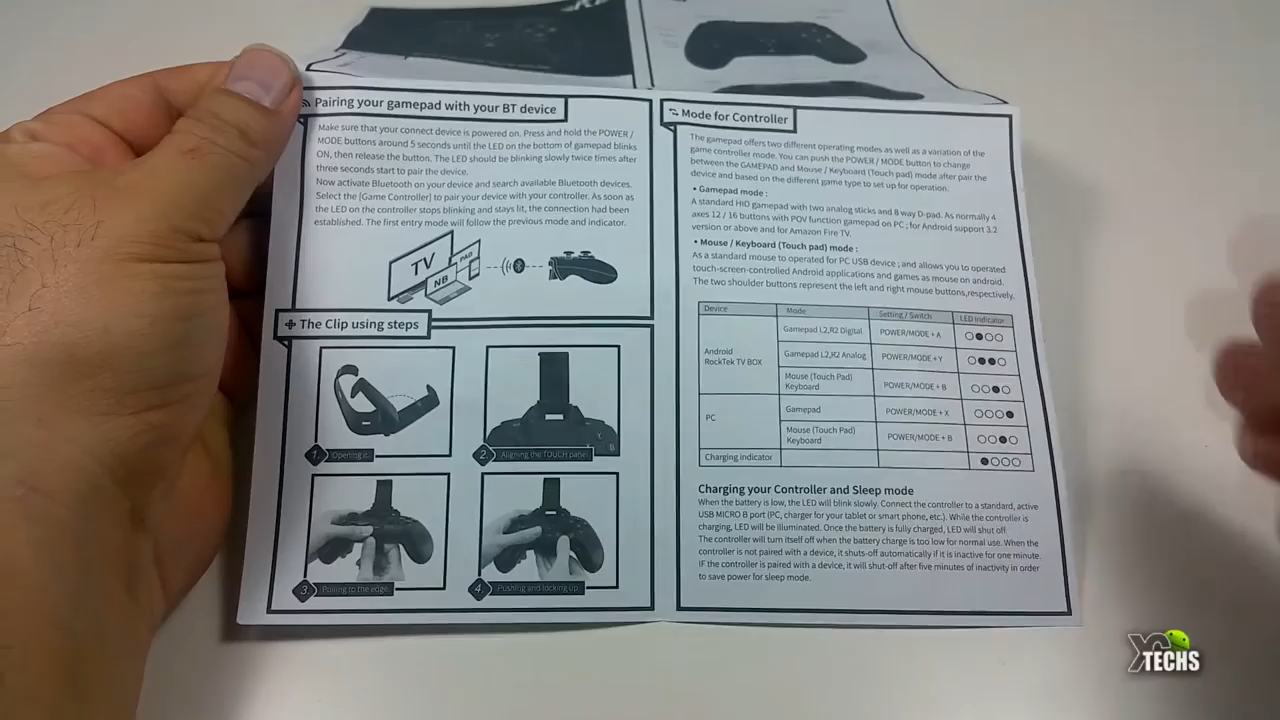 Pairing your gamepad with your BT device
Make sure that your connect device is powered on. Press and hold the POWER /
MODE buttons around 5 seconds until the LED on the bottom of gamepad blinks
ON, then release the button. The LED should be blinking slowly twice times after
three seconds start to pair the device.
Now activate Bluetooth on your device and search available Bluetooth devices.
Select the [Game Controller] to pair your device with your controller. As soon as
the LED on the controller stops blinking and stays lit, the connection had been
established. The first entry mode will follow the previous mode and indicator.
TV
PAD
NB
The Clip using steps
1. Opening it.
2. Aligning the TOUCH panel
Y
B
3. Pulling to the edge.
4. Pushing and locking up.
Mode for Controller
The gamepad offers two different operating modes as well as a variation of the
game controller mode. You can push the POWER / MODE button to change
between the GAMEPAD and Mouse / Keyboard (Touch pad) mode after pair the
device and based on the different game type to set up for operation.
• Gamepad mode :
A standard HID gamepad with two analog sticks and 8 way D-pad. As normally 4
axes 12 / 16 buttons with POV function gamepad on PC ; for Android support 3.2
version or above and for Amazon Fire TV.
• Mouse / Keyboard (Touch pad) mode :
As a standard mouse to operated for PC USB device ; and allows you to operated
touch-screen-controlled Android applications and games as mouse on android.
The two shoulder buttons represent the left and right mouse buttons,respectively.
Device Mode Setting / Switch LED Indicator
Android
RockTek TV BOX
Gamepad L2,R2 Digital POWER/MODE + A
Gamepad L2,R2 Analog POWER/MODE + Y
Mouse (Touch Pad)
Keyboard
POWER/MODE + B
PC
Gamepad POWER/MODE + X
Mouse (Touch Pad)
Keyboard
POWER/MODE + B
Charging indicator
Charging your Controller and Sleep mode
When the battery is low, the LED will blink slowly. Connect the controller to a standard, active
USB MICRO B port (PC, charger for your tablet or smart phone, etc.). While the controller is
charging, LED will be illuminated. Once the battery is fully charged, LED will shut off.
The controller will turn itself off when the battery charge is too low for normal use. When the
controller is not paired with a device, it shuts-off automatically if it is inactive for one minute.
IF the controller is paired with a device, it will shut-off after five minutes of inactivity in order
to save power for sleep mode.
TECHS